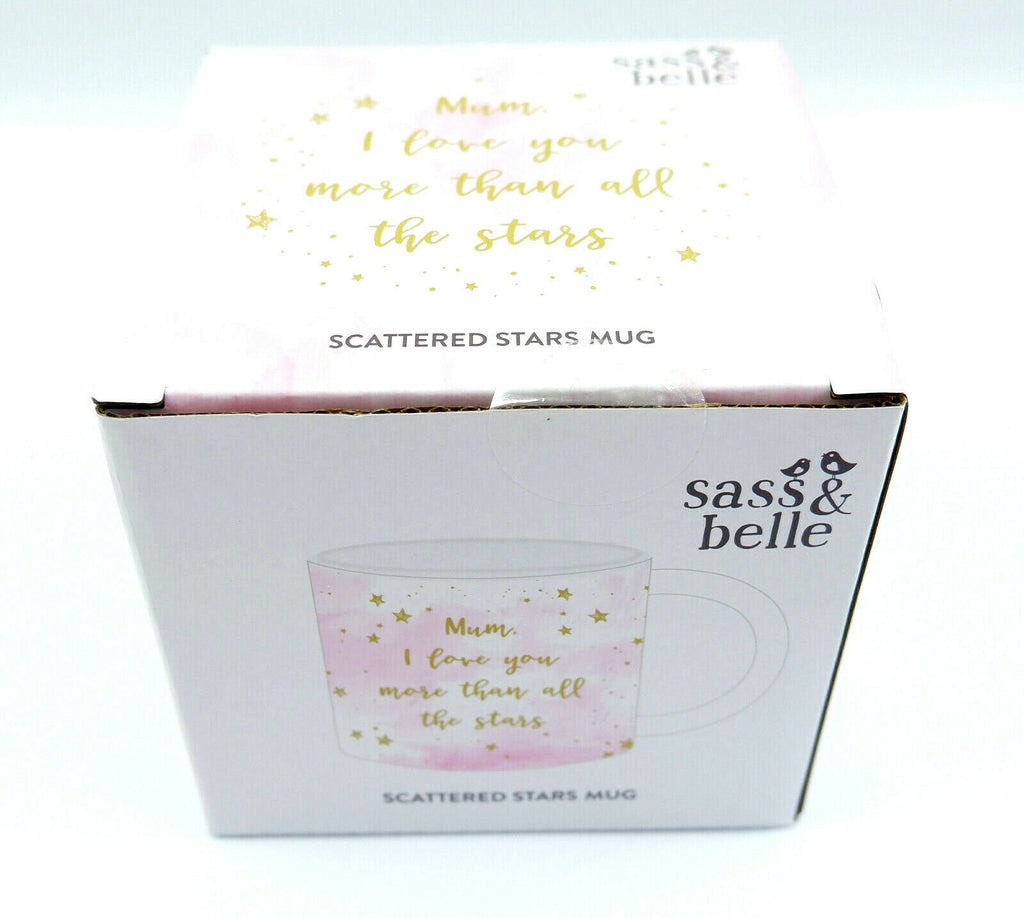 sass &
belle
Mum,
I love you
more than all
the stars
SCATTERED STARS MUG
sass &
belle
Mum,
I love you
more than all
the stars
SCATTERED STARS MUG